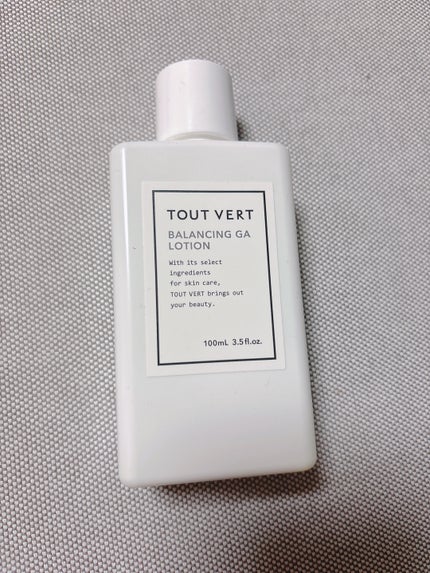 TOUT VERT
BALANCING GA
LOTION
With its select
ingredients
for skin care,
TOUT VERT brings out
your beauty.
100mL 3.5fl.oz.